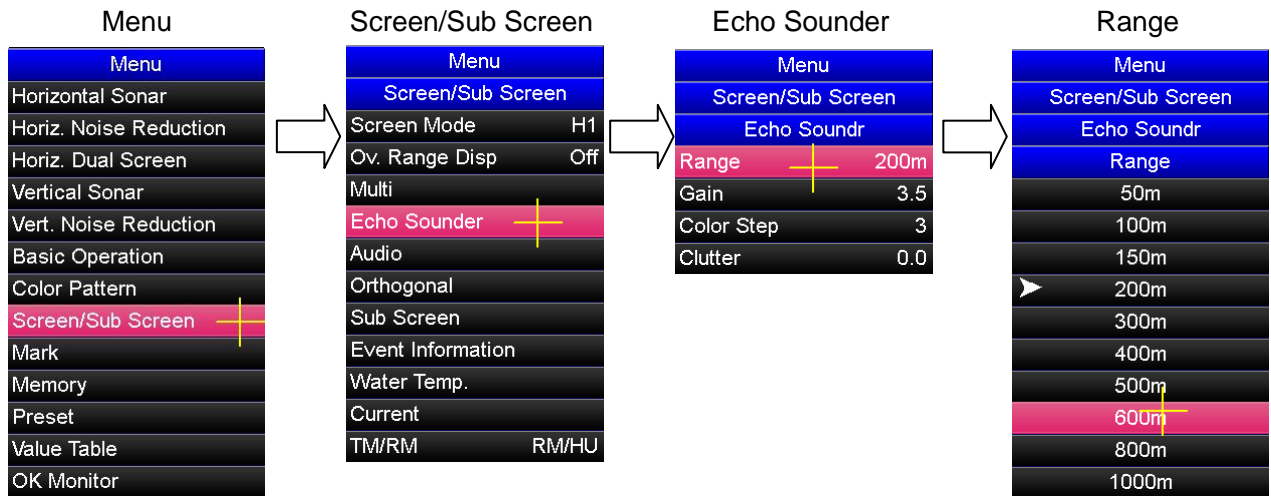 Menu
Menu
Horizontal Sonar
Horiz. Noise Reduction
Horiz. Dual Screen
Vertical Sonar
Vert. Noise Reduction
Basic Operation
Color Pattern
Screen/Sub Screen
Mark
Memory
Preset
Value Table
OK Monitor
Screen/Sub Screen
Menu
Screen/Sub Screen
Screen Mode H1
Ov. Range Disp Off
Multi
Echo Sounder
Audio
Orthogonal
Sub Screen
Event Information
Water Temp.
Current
TM/RM RM/HU
Echo Sounder
Menu
Screen/Sub Screen
Echo Soundr
Range 200m
Gain 3.5
Color Step 3
Clutter 0.0
Range
Menu
Screen/Sub Screen
Echo Soundr
Range
50m
100m
150m
200m
300m
400m
500m
600m
800m
1000m